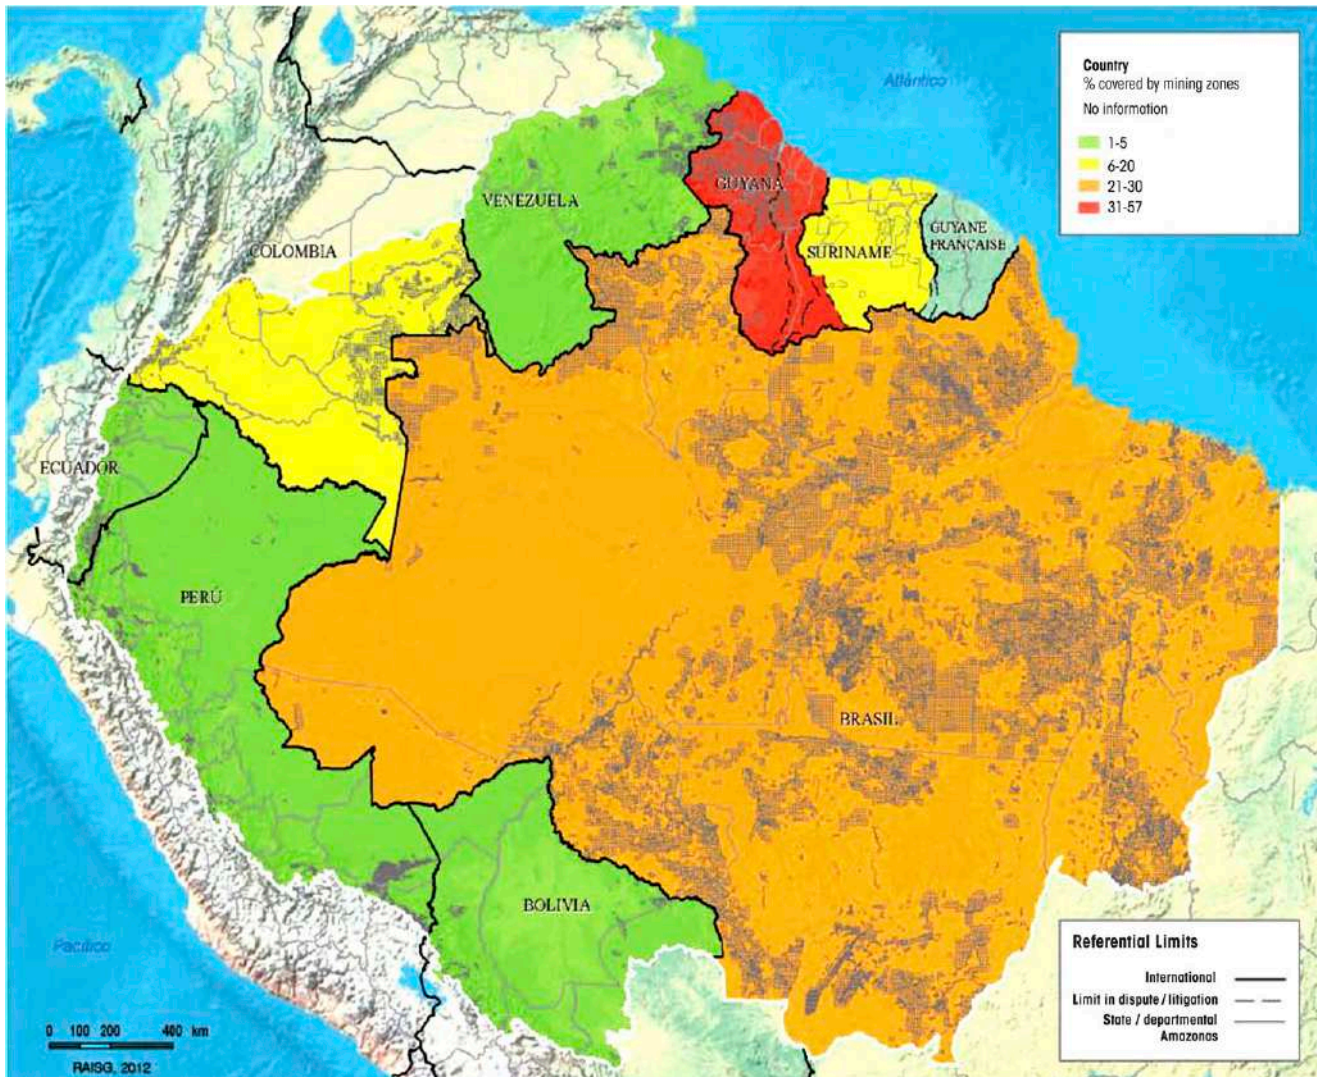 Atlántico
Country
% covered by mining zones
No information
1-5
6-20
21-30
31-57
VENEZUELA
GUYANA
COLOMBIA
SURINAME
GUYANE
FRANÇAISE
ECUADOR
PERÚ
BRASIL
BOLIVIA
Pacífico
Referential Limits
International
Limit in dispute / litigation
State / departmental
Amazonas
0 100 200 400 km
RAISG, 2012